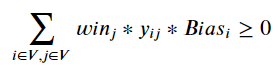 ∑_{i∈V,j∈V} win_j * y_{ij} * Bias_i ≥ 0